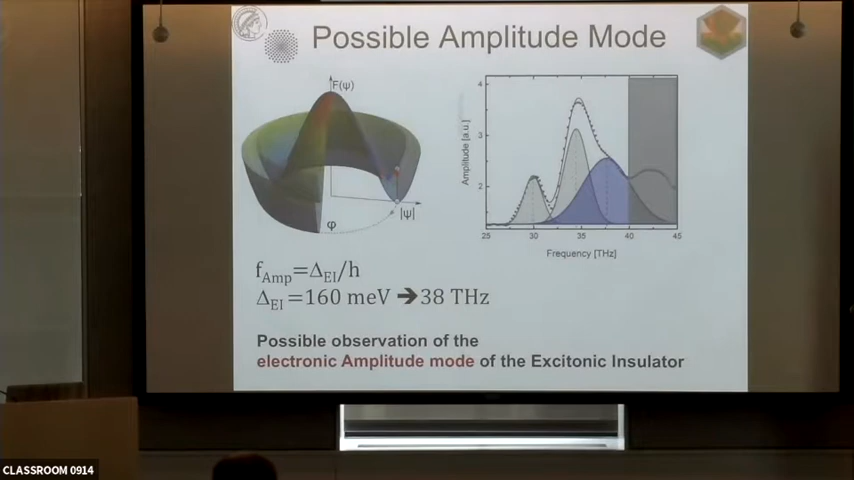 Possible Amplitude Mode
F(ψ)
|ψ|
φ
Amplitude [a.u.]
4
3
2
25 30 35 40 45
Frequency [THz]
f_Amp=Δ_EI/h
Δ_EI=160 meV ➔38 THz
Possible observation of the
electronic Amplitude mode of the Excitonic Insulator
CLASSROOM 0914